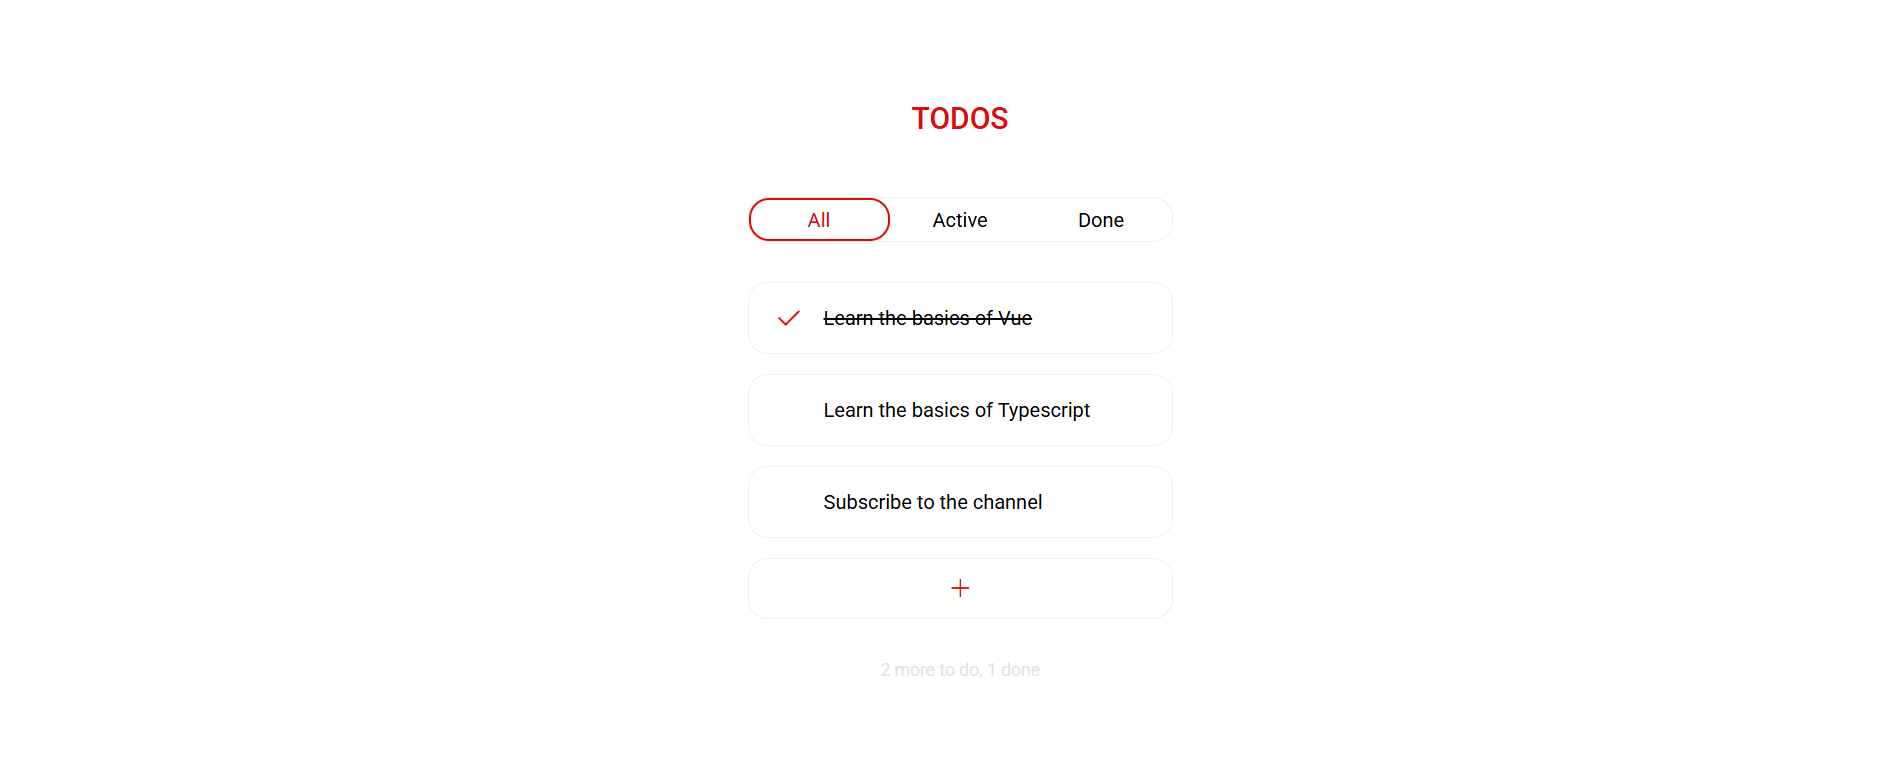 TODOS
All Active Done
Learn the basics of Vue
Learn the basics of Typescript
Subscribe to the channel
+
2 more to do, 1 done